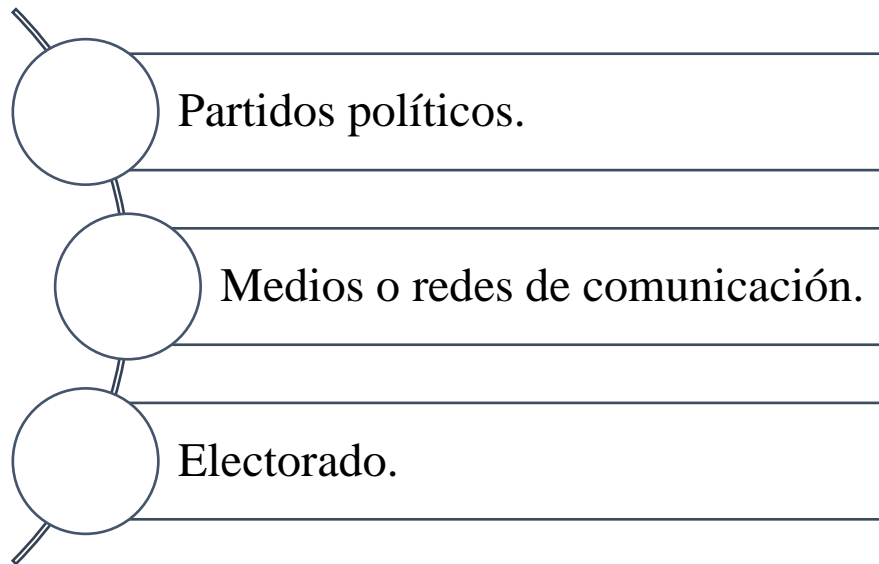 Partidos políticos.
Medios o redes de comunicación.
Electorado.